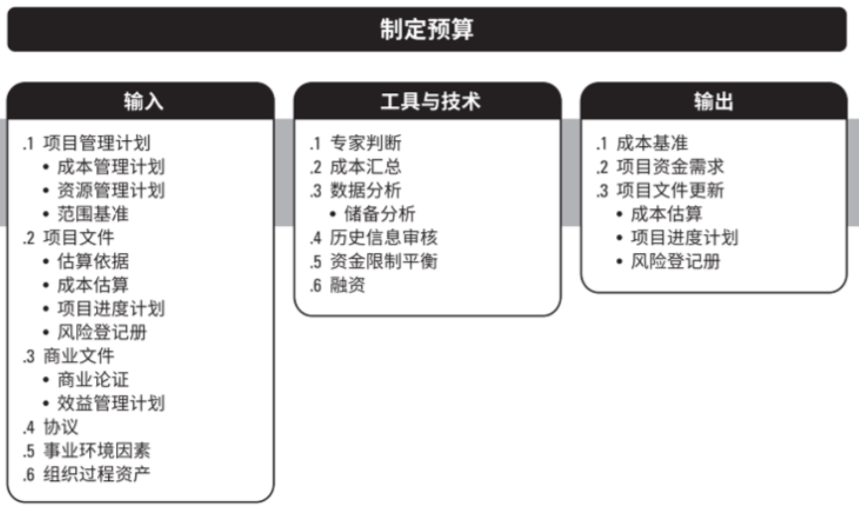 制定预算
输入
.1 项目管理计划
• 成本管理计划
• 资源管理计划
• 范围基准
.2 项目文件
• 估算依据
• 成本估算
• 项目进度计划
• 风险登记册
.3 商业文件
• 商业论证
• 效益管理计划
.4 协议
.5 事业环境因素
.6 组织过程资产
工具与技术
.1 专家判断
.2 成本汇总
.3 数据分析
• 储备分析
.4 历史信息审核
.5 资金限制平衡
.6 融资
输出
.1 成本基准
.2 项目资金需求
.3 项目文件更新
• 成本估算
• 项目进度计划
• 风险登记册